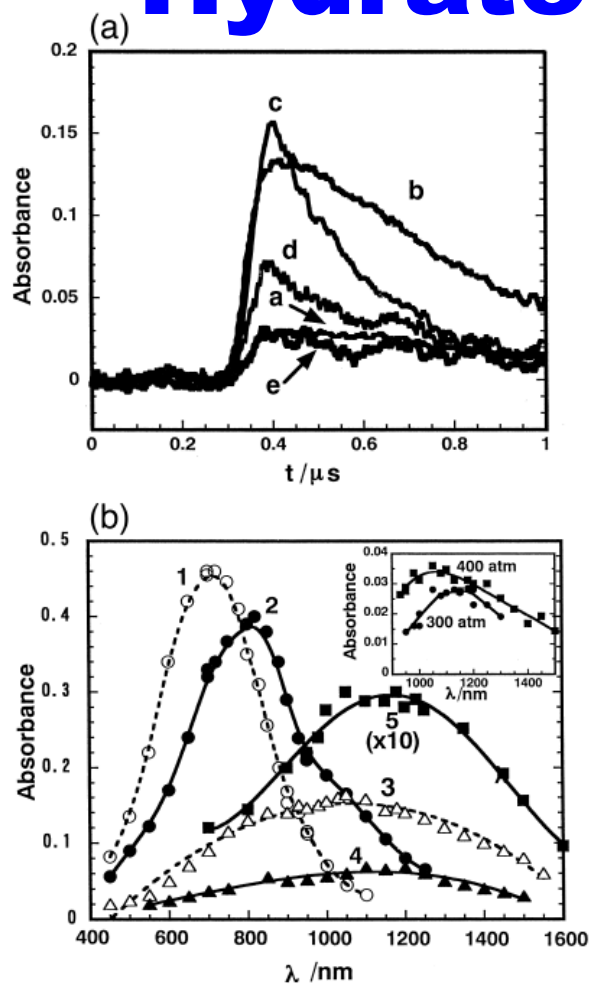 Hydrate
(a)
0.2
0.15
0.1
0.05
0
Absorbance
c
b
d
a
e
0 0.2 0.4 0.6 0.8 1
t /μs
(b)
0.5
0.4
0.3
0.2
0.1
0
Absorbance
1
2
5
(x10)
3
4
0.04
0.03
0.02
0.01
0
Absorbance
400 atm
300 atm
1000 1200 1400
λ/nm
400 600 800 1000 1200 1400 1600
λ /nm